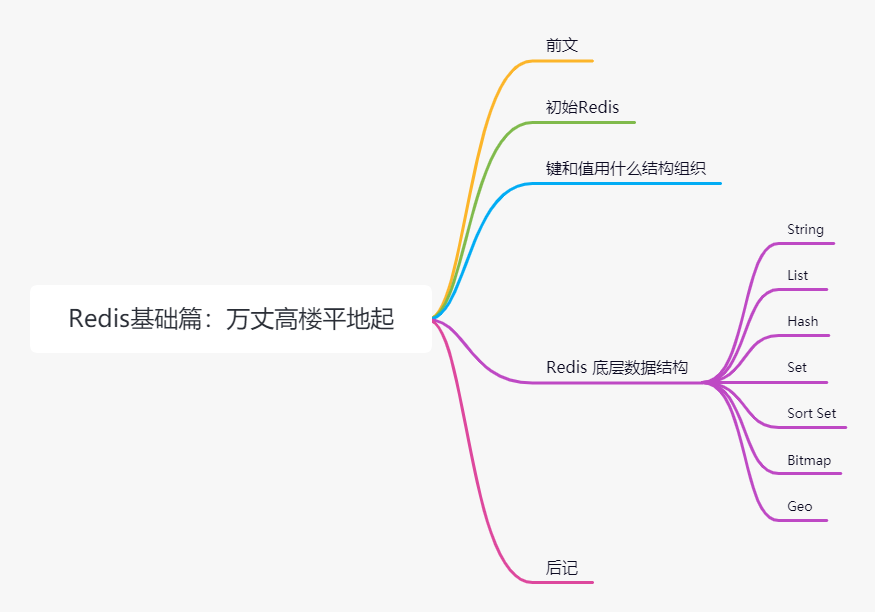 前文
初始Redis
键和值用什么结构组织
Redis基础篇：万丈高楼平地起
Redis 底层数据结构
String
List
Hash
Set
Sort Set
Bitmap
Geo
后记